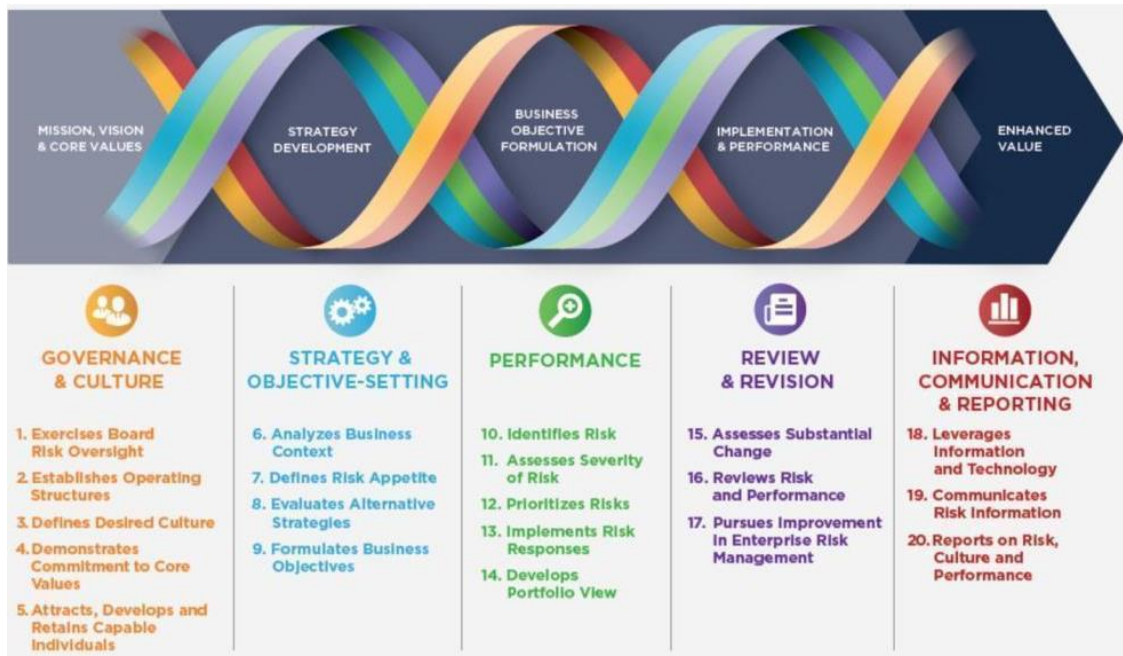 MISSION, VISION
& CORE VALUES
STRATEGY
DEVELOPMENT
BUSINESS
OBJECTIVE
FORMULATION
IMPLEMENTATION
& PERFORMANCE
ENHANCED
VALUE
GOVERNANCE
& CULTURE
1. Exercises Board
Risk Oversight
2. Establishes Operating
Structures
3. Defines Desired Culture
4. Demonstrates
Commitment to Core
Values
5. Attracts, Develops and
Retains Capable
Individuals
STRATEGY &
OBJECTIVE-SETTING
6. Analyzes Business
Context
7. Defines Risk Appetite
8. Evaluates Alternative
Strategies
9. Formulates Business
Objectives
PERFORMANCE
10. Identifies Risk
11. Assesses Severity
of Risk
12. Prioritizes Risks
13. Implements Risk
Responses
14. Develops
Portfolio View
REVIEW
& REVISION
15. Assesses Substantial
Change
16. Reviews Risk
and Performance
17. Pursues Improvement
in Enterprise Risk
Management
INFORMATION,
COMMUNICATION
& REPORTING
18. Leverages
Information
and Technology
19. Communicates
Risk Information
20. Reports on Risk,
Culture and
Performance